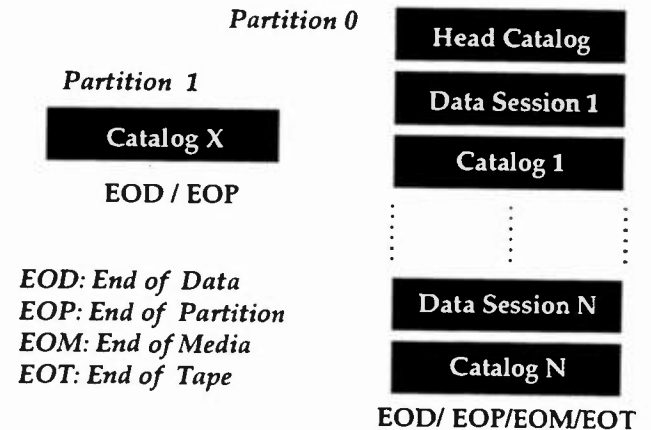 Partition 0
Head Catalog
Partition 1
Data Session 1
Catalog X
Catalog 1
EOD / EOP
EOD: End of Data
EOP: End of Partition
EOM: End of Media
EOT: End of Tape
Data Session N
Catalog N
EOD/ EOP/EOM/EOT